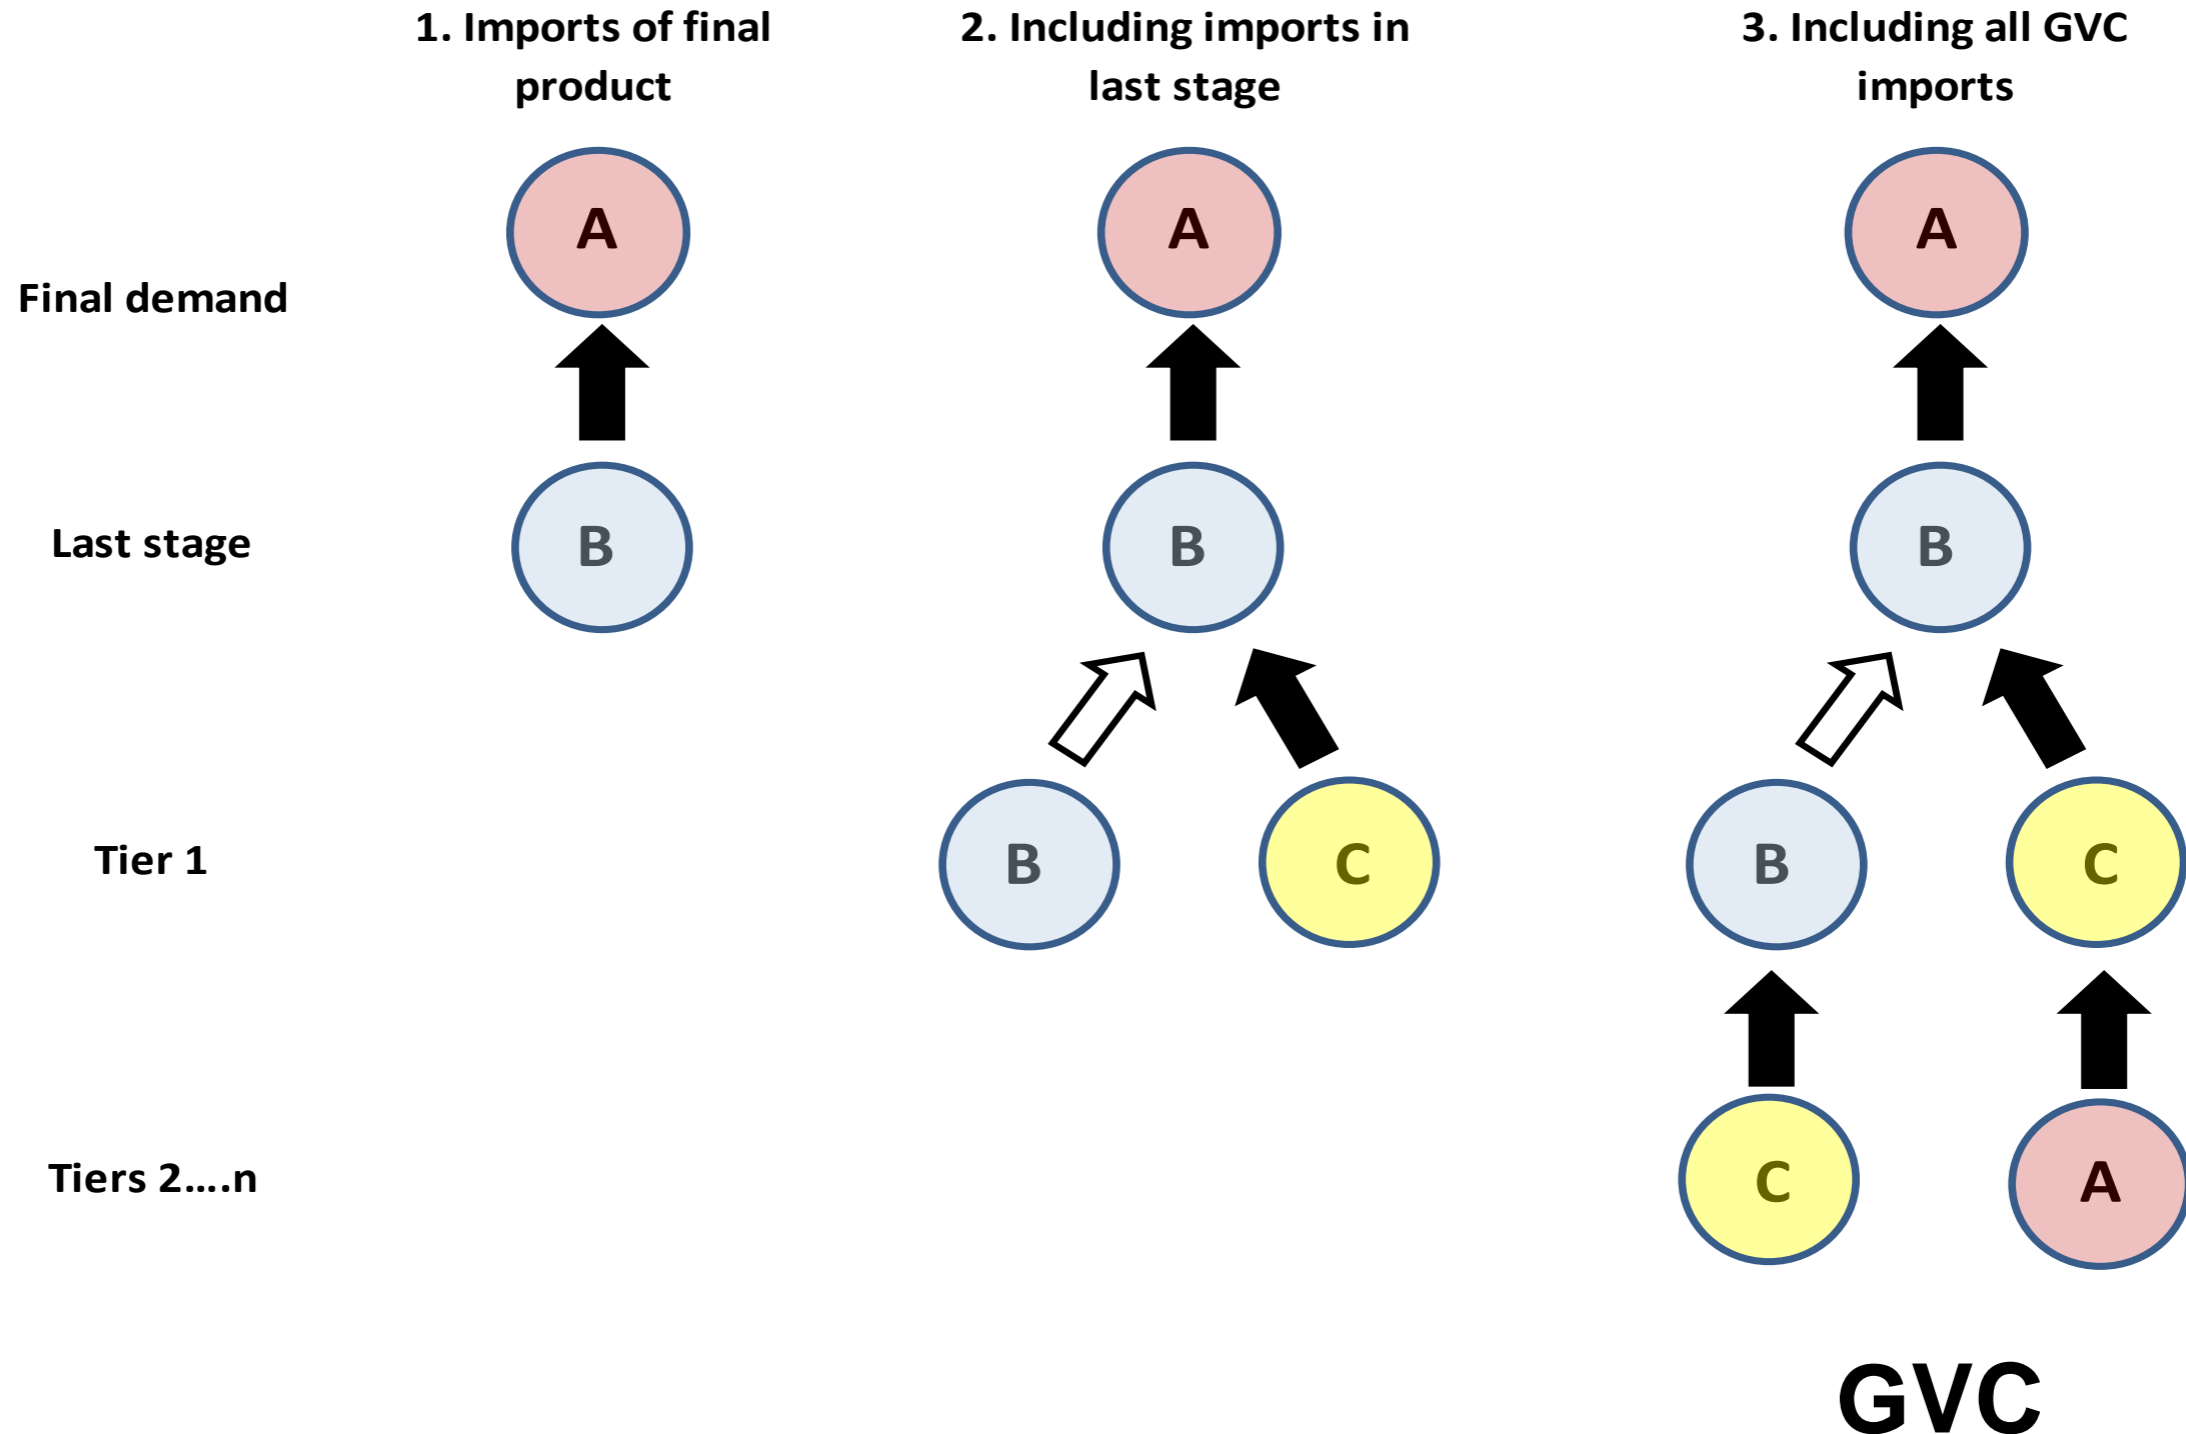 1. Imports of final
product
2. Including imports in
last stage
3. Including all GVC
imports
Final demand
A
A
A
Last stage
B
B
B
Tier 1
B
C
B
C
Tiers 2....n
C
A
GVC